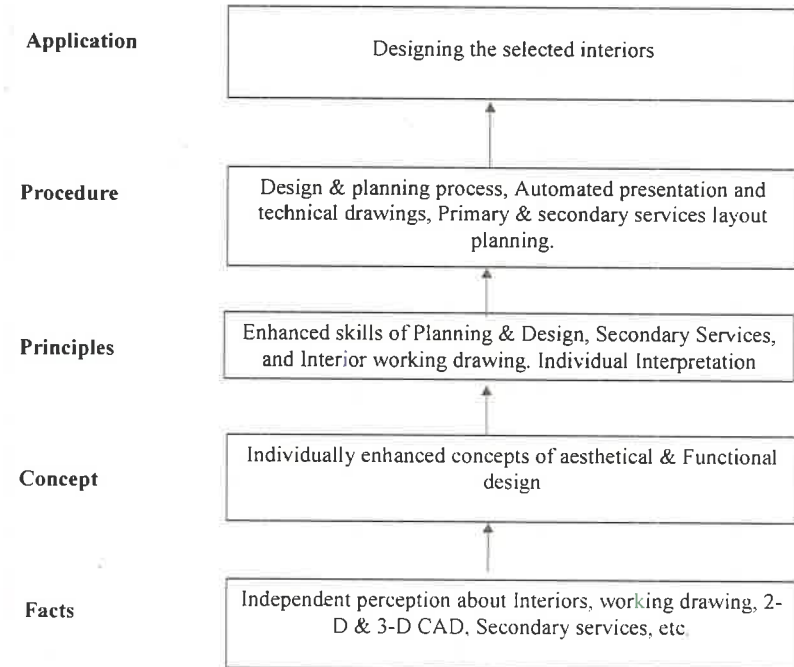 Application
Designing the selected interiors
Procedure
Design & planning process, Automated presentation and
technical drawings, Primary & secondary services layout
planning.
Principles
Enhanced skills of Planning & Design, Secondary Services,
and Interior working drawing. Individual Interpretation
Concept
Individually enhanced concepts of aesthetical & Functional
design
Facts
Independent perception about Interiors, working drawing, 2-
D & 3-D CAD, Secondary services, etc